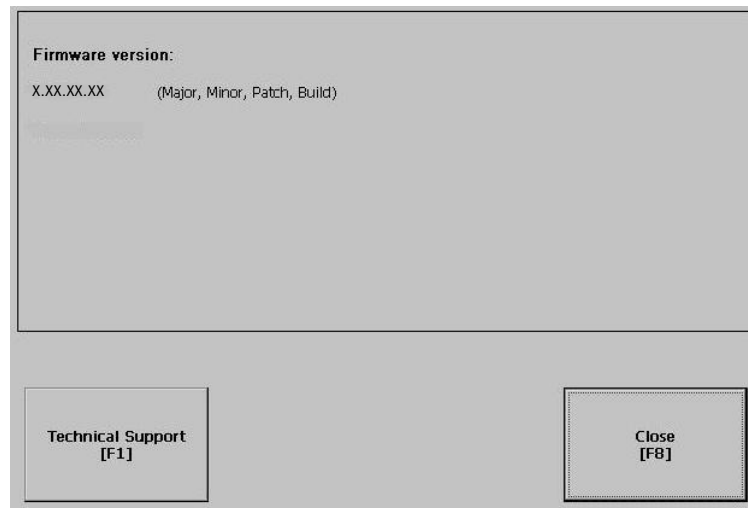 Firmware version:
X.XX.XX.XX (Major, Minor, Patch, Build)
Technical Support
[F1]
Close
[F8]